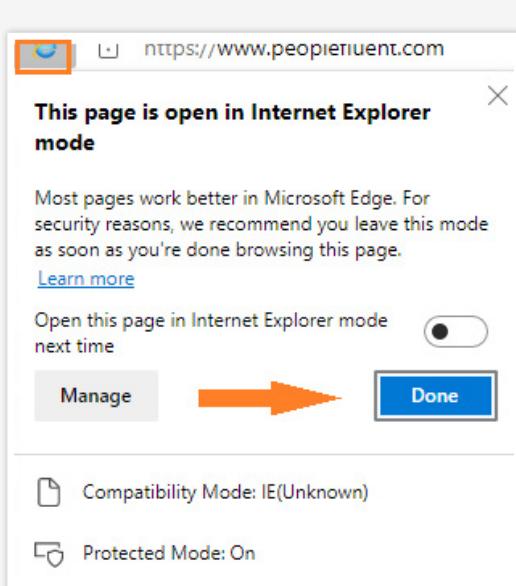 https://www.peoplefluent.com
This page is open in Internet Explorer
mode
Most pages work better in Microsoft Edge. For
security reasons, we recommend you leave this mode
as soon as you're done browsing this page.
Learn more
Open this page in Internet Explorer mode
next time
Manage
Done
Compatibility Mode: IE(Unknown)
Protected Mode: On